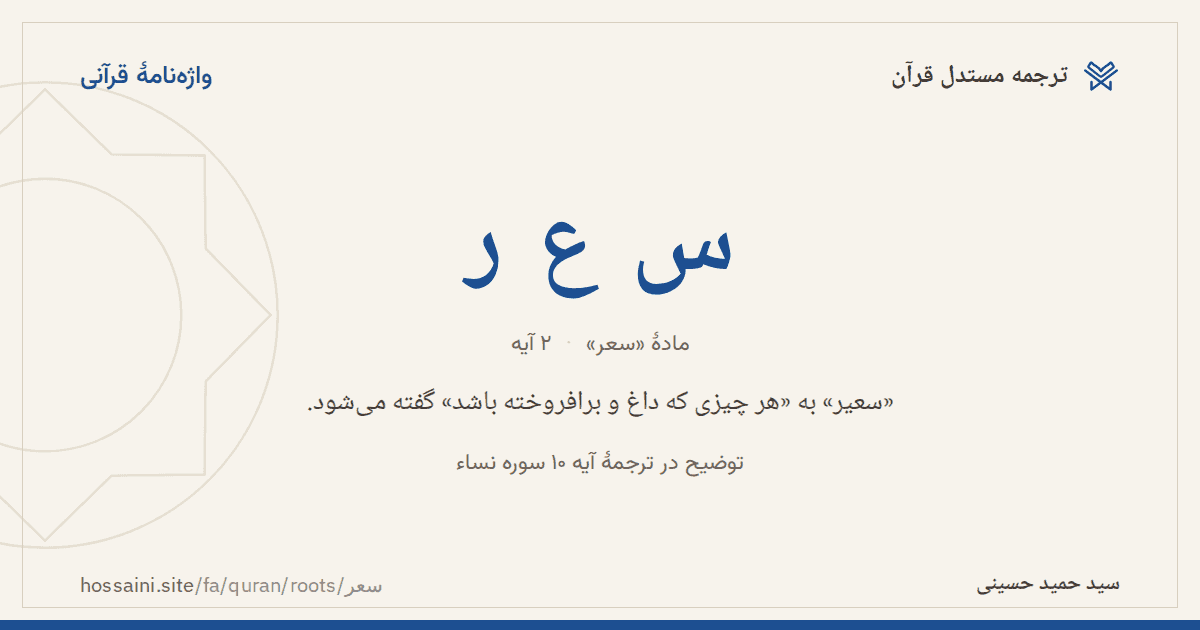 ترجمه مستدل قرآن
واژه‌نامهٔ قرآنی
س ع ر
مادهٔ «سعر» · ۲ آیه
«سعیر» به «هر چیزی که داغ و برافروخته باشد» گفته می‌شود.
توضیح در ترجمهٔ آیه ۱۰ سوره نساء
سید حمید حسینی
hossaini.site/fa/quran/roots/سعر